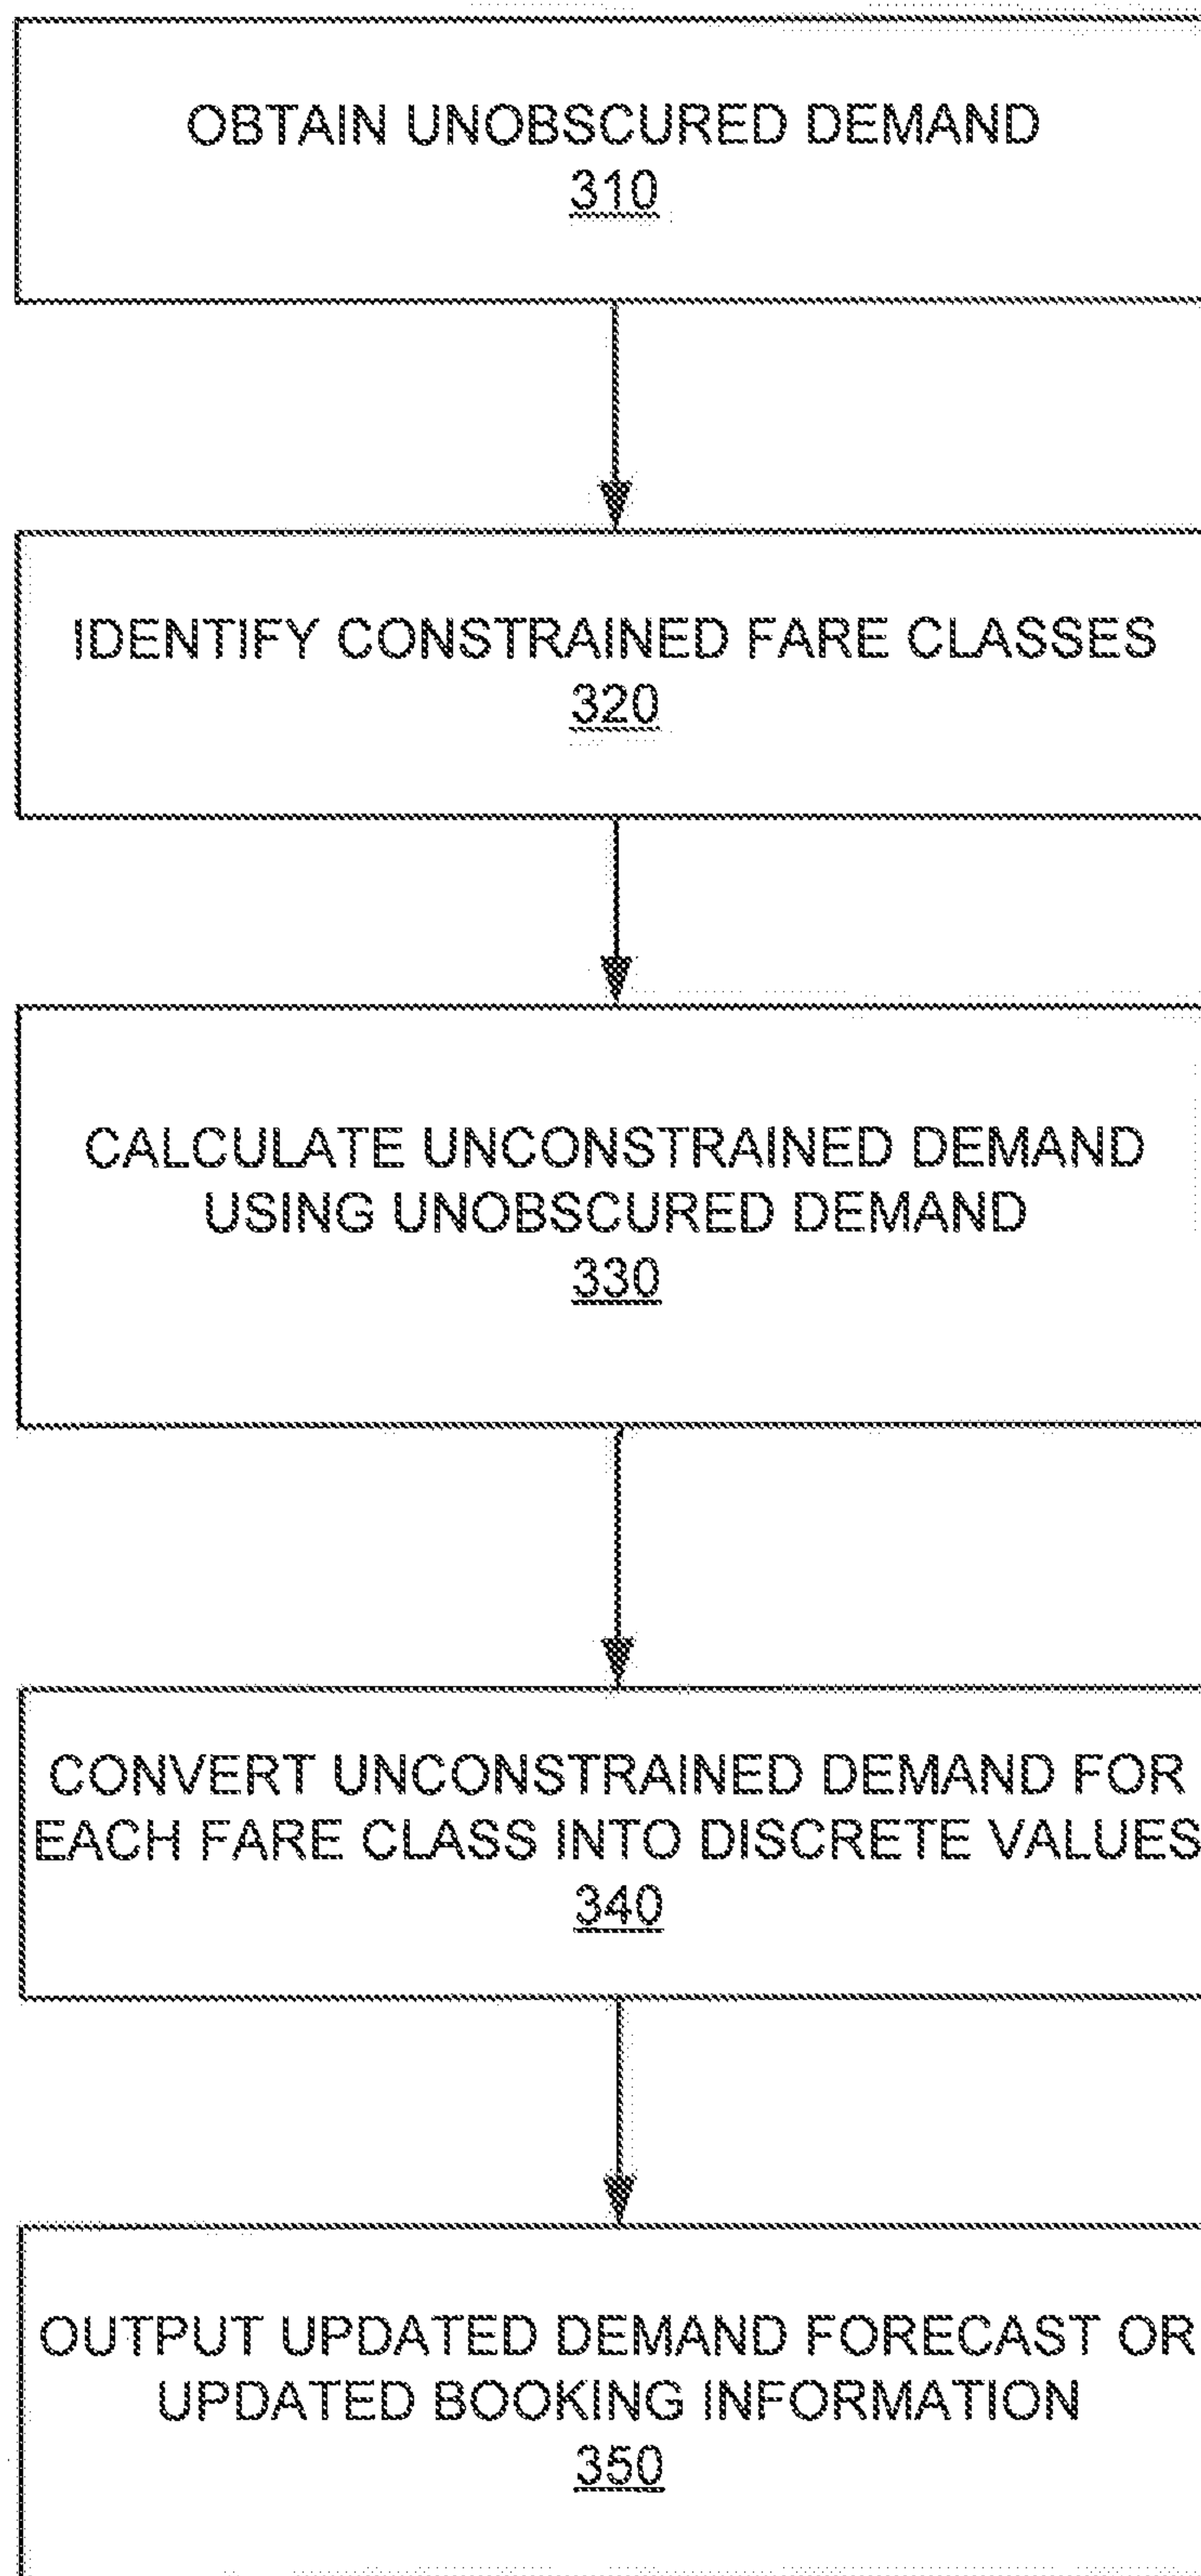 OBTAIN UNOBSCURED DEMAND
310
IDENTIFY CONSTRAINED FARE CLASSES
320
CALCULATE UNCONSTRAINED DEMAND
USING UNOBSCURED DEMAND
330
CONVERT UNCONSTRAINED DEMAND FOR
EACH FARE CLASS INTO DISCRETE VALUES
340
OUTPUT UPDATED DEMAND FORECAST OR
UPDATED BOOKING INFORMATION
350